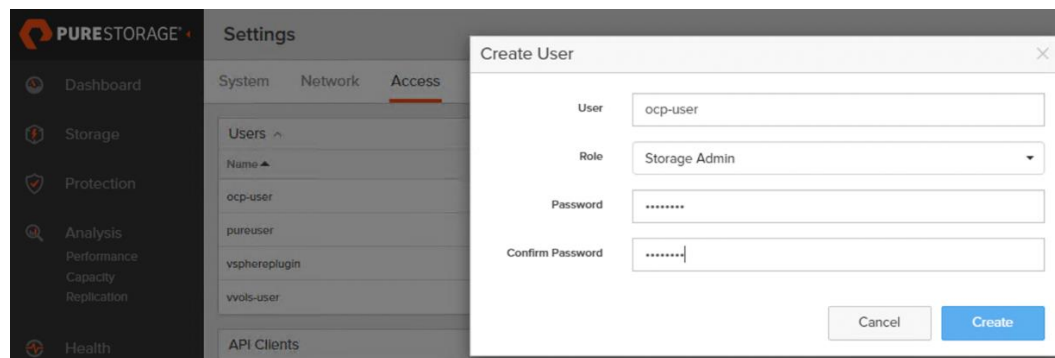 PURESTORAGE®
Dashboard
Storage
Protection
Analysis
Performance
Capacity
Replication
Health
Settings
System Network Access
Users
Name
ocp-user
pureuser
vsphereplugin
vvols-user
API Clients
Create User
User ocp-user
Role Storage Admin
Password ••••••••
Confirm Password ••••••••
Cancel Create